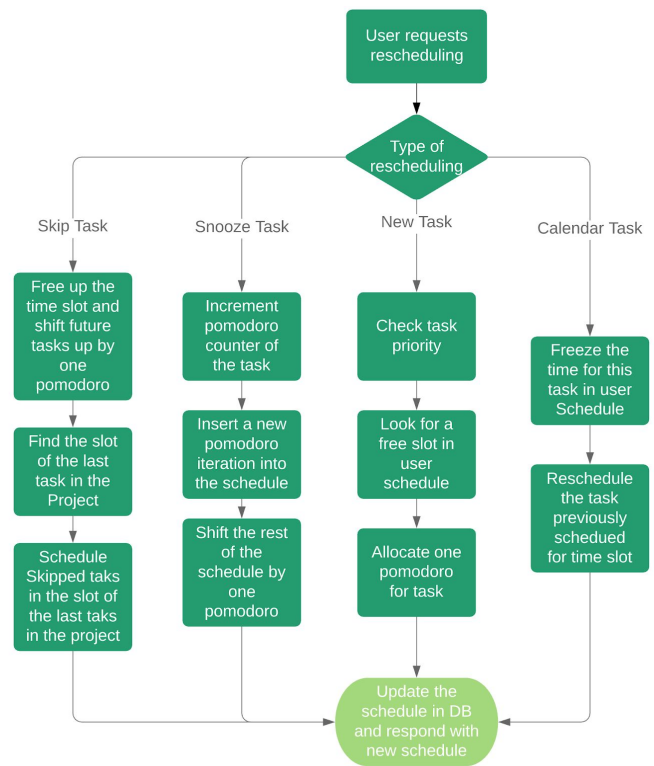 User requests
rescheduling
Type of
rescheduling
Skip Task
Snooze Task
New Task
Calendar Task
Free up the
time slot and
shift future
tasks up by
one
pomodoro
Find the slot
of the last
task in the
Project
Schedule
Skipped taks
in the slot of
the last taks
in the project
Increment
pomodoro
counter of
the task
Insert a new
pomodoro
iteration into
the schedule
Shift the rest
of the
schedule by
one
pomodoro
Check task
priority
Look for a
free slot in
user
schedule
Allocate one
pomodoro
for task
Freeze the
time for this
task in user
Schedule
Reschedule
the task
previously
schedued
for time slot
Update the
schedule in DB
and respond with
new schedule